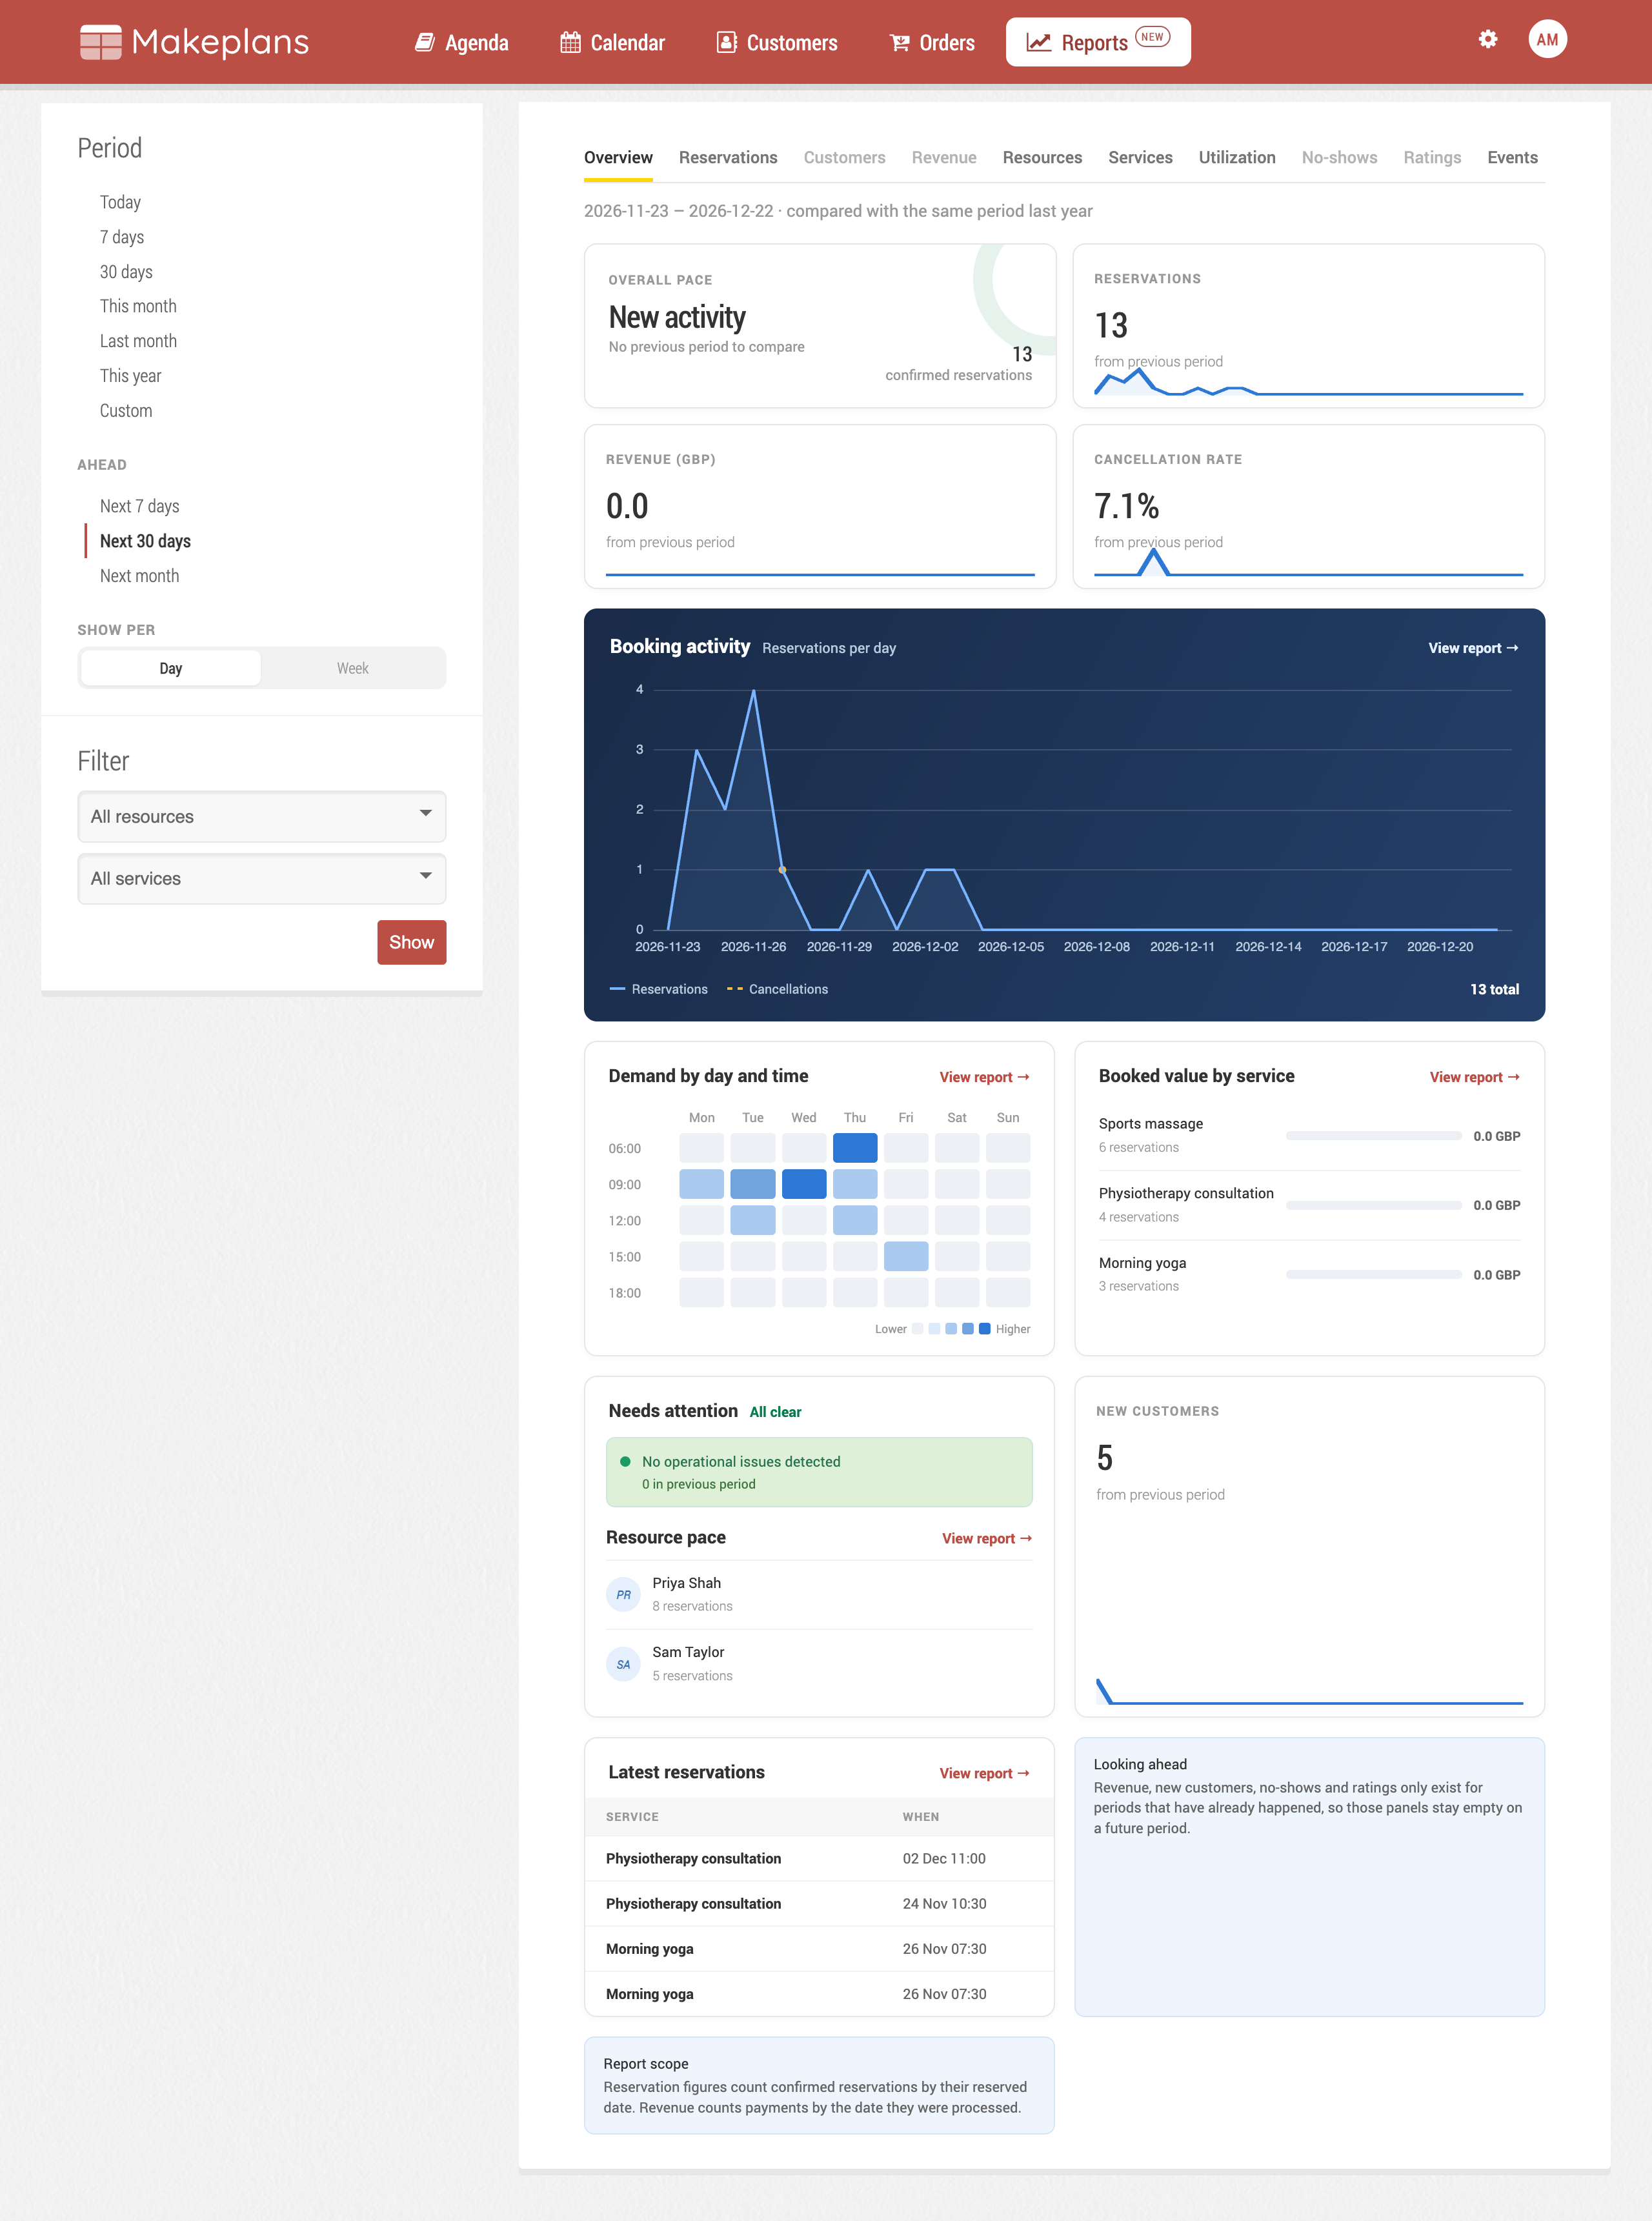 Makeplans
Agenda
Calendar
Customers
Orders
Reports NEW
AM
Period
Today
7 days
30 days
This month
Last month
This year
Custom
AHEAD
Next 7 days
Next 30 days
Next month
SHOW PER
Day
Week
Filter
All resources
All services
Show
Overview
Reservations
Customers
Revenue
Resources
Services
Utilization
No-shows
Ratings
Events
2026-11-23 – 2026-12-22 · compared with the same period last year
OVERALL PACE
New activity
No previous period to compare
13
confirmed reservations
RESERVATIONS
13
from previous period
REVENUE (GBP)
0.0
from previous period
CANCELLATION RATE
7.1%
from previous period
Booking activity Reservations per day
View report →
4
3
2
1
0
2026-11-23 2026-11-26 2026-11-29 2026-12-02 2026-12-05 2026-12-08 2026-12-11 2026-12-14 2026-12-17 2026-12-20
Reservations
Cancellations
13 total
Demand by day and time
View report →
Mon Tue Wed Thu Fri Sat Sun
06:00
09:00
12:00
15:00
18:00
Lower
Higher
Booked value by service
View report →
Sports massage
6 reservations
0.0 GBP
Physiotherapy consultation
4 reservations
0.0 GBP
Morning yoga
3 reservations
0.0 GBP
Needs attention All clear
No operational issues detected
0 in previous period
Resource pace
View report →
PR
Priya Shah
8 reservations
SA
Sam Taylor
5 reservations
NEW CUSTOMERS
5
from previous period
Latest reservations
View report →
SERVICE WHEN
Physiotherapy consultation 02 Dec 11:00
Physiotherapy consultation 24 Nov 10:30
Morning yoga 26 Nov 07:30
Morning yoga 26 Nov 07:30
Looking ahead
Revenue, new customers, no-shows and ratings only exist for
periods that have already happened, so those panels stay empty on
a future period.
Report scope
Reservation figures count confirmed reservations by their reserved
date. Revenue counts payments by the date they were processed.